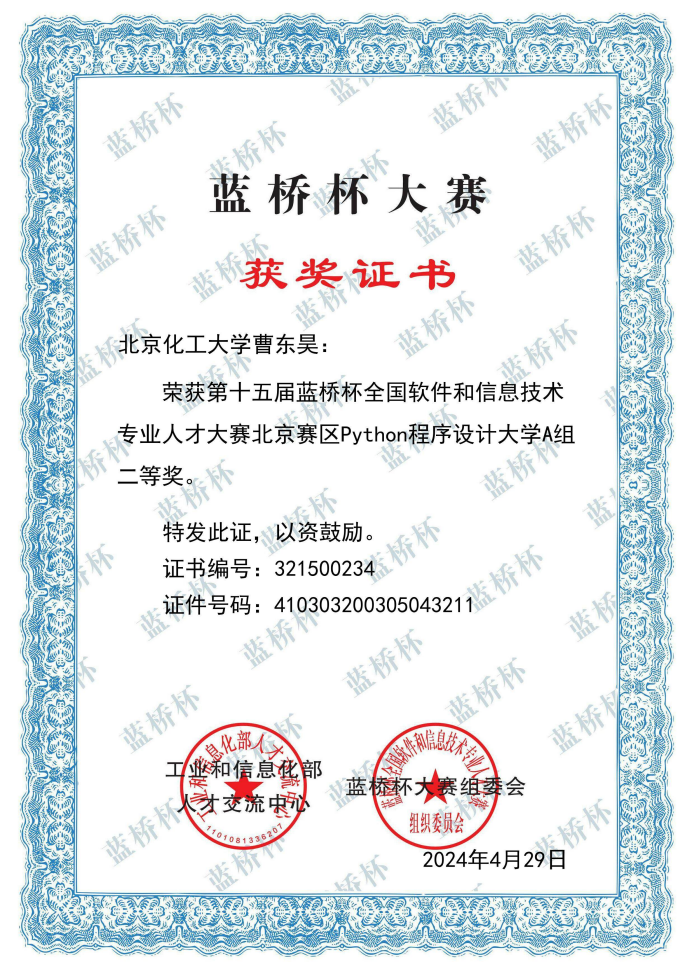 蓝桥杯大赛
获奖证书
北京化工大学曹东昊：
荣获第十五届蓝桥杯全国软件和信息技术
专业人才大赛北京赛区Python程序设计大学A组
二等奖。
特发此证，以资鼓励。
证书编号：321500234
证件号码：410303200305043211
工业和信息化部
人才交流中心
蓝桥杯大赛组委会
工业和信息化部人才交流中心
1101081336207
蓝桥杯全国软件和信息技术专业人才大赛
组织委员会
2024年4月29日
蓝桥杯